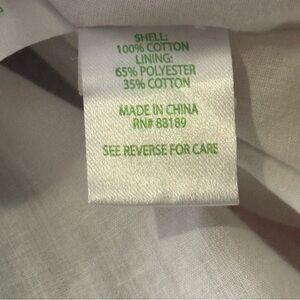 SHELL:
100% COTTON
LINING:
65% POLYESTER
35% COTTON
MADE IN CHINA
RN# 88189
SEE REVERSE FOR CARE